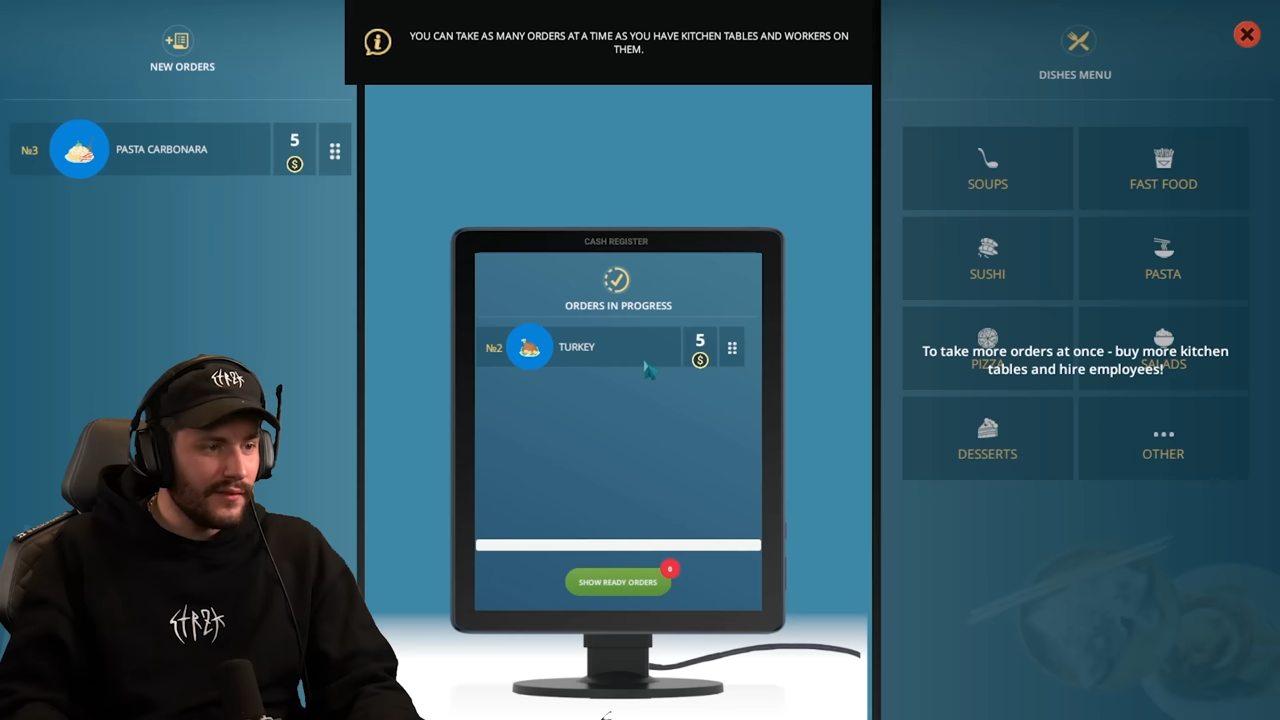 NEW ORDERS
№3
PASTA CARBONARA
5
$
i
YOU CAN TAKE AS MANY ORDERS AT A TIME AS YOU HAVE KITCHEN TABLES AND WORKERS ON
THEM.
CASH REGISTER
ORDERS IN PROGRESS
№2
TURKEY
5
$
SHOW READY ORDERS
0
DISHES MENU
SOUPS
FAST FOOD
SUSHI
PASTA
PIZZA
SALADS
To take more orders at once - buy more kitchen
tables and hire employees!
DESSERTS
OTHER